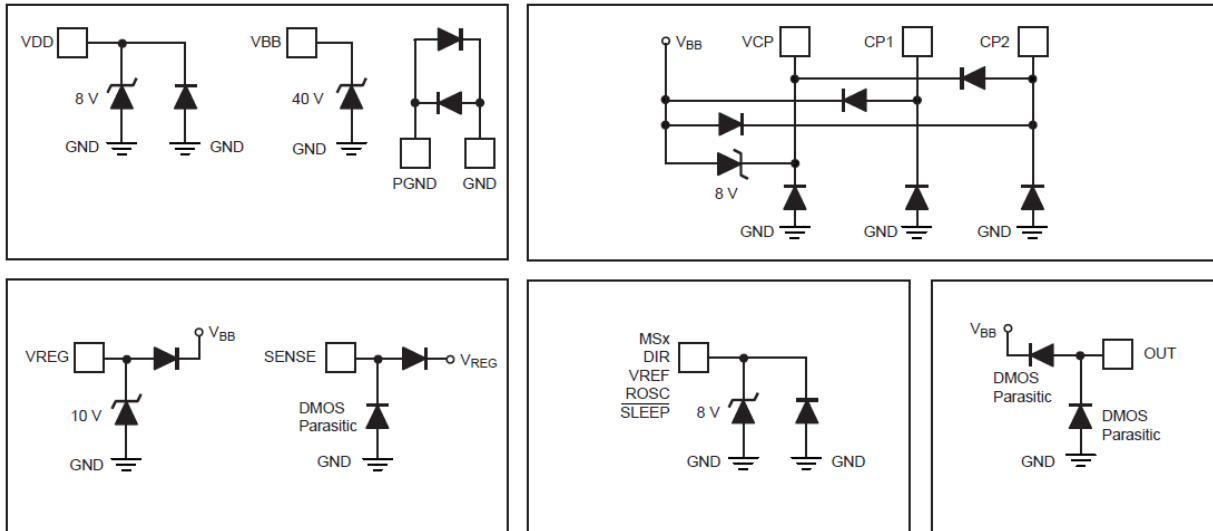 VDD
8 V
GND
GND
VBB
40 V
GND
PGND
GND
VBB
VCP
CP1
CP2
8 V
GND
GND
GND
VREG
VBB
10 V
GND
SENSE
VREG
DMOS
Parasitic
GND
MSx
DIR
VREF
ROSC
SLEEP
8 V
GND
GND
VBB
OUT
DMOS
Parasitic
DMOS
Parasitic
GND